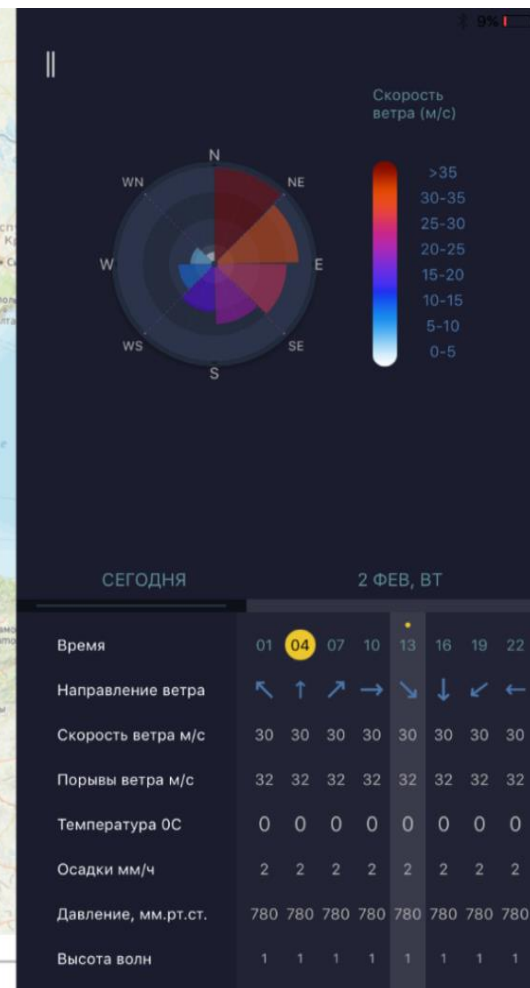 9%
Скорость
ветра (м/с)
N
NE
E
SE
S
WS
W
WN
>35
30-35
25-30
20-25
15-20
10-15
5-10
0-5
СЕГОДНЯ 2 ФЕВ, ВТ
Время 01 04 07 10 13 16 19 22
Направление ветра
Скорость ветра м/с 30 30 30 30 30 30 30 30
Порывы ветра м/с 32 32 32 32 32 32 32 32
Температура 0С 0 0 0 0 0 0 0 0
Осадки мм/ч 2 2 2 2 2 2 2 2
Давление, мм.рт.ст. 780 780 780 780 780 780 780 780
Высота волн 1 1 1 1 1 1 1 1